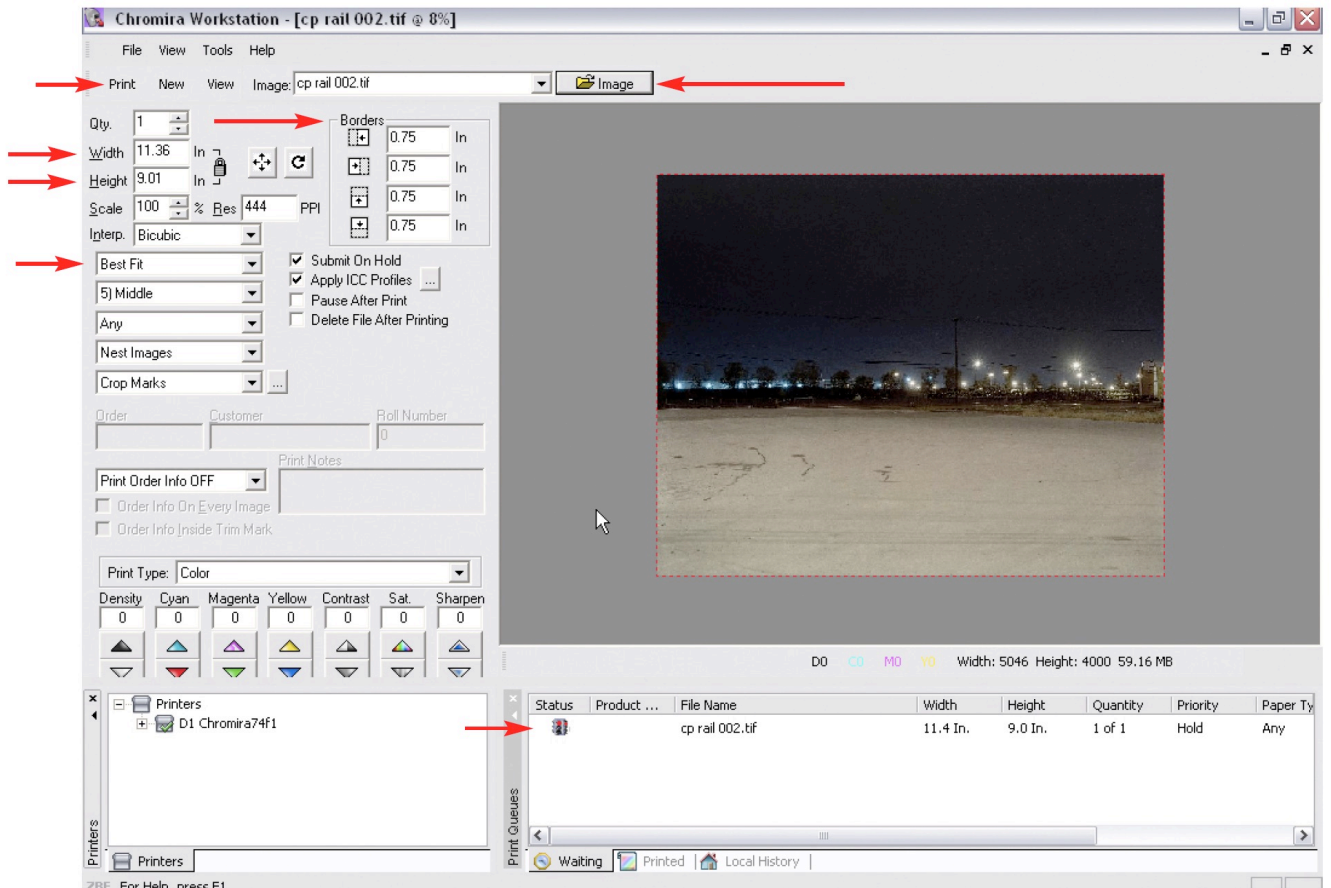 Chromira Workstation - [cp rail 002.tif @ 8%]
File View Tools Help
Print New View Image: cp rail 002.tif Image
Qty. 1
Width 11.36 In
Height 9.01 In
Scale 100 % Res 444 PPI
Interp. Bicubic
Borders
0.75 In
0.75 In
0.75 In
0.75 In
Best Fit
5) Middle
Any
Nest Images
Crop Marks
Submit On Hold
Apply ICC Profiles ...
Pause After Print
Delete File After Printing
...
Order Customer Roll Number
0
Print Order Info OFF
Print Notes
Order Info On Every Image
Order Info Inside Trim Mark
Print Type: Color
Density Cyan Magenta Yellow Contrast Sat. Sharpen
0 0 0 0 0 0 0
D0 C0 M0 Y0 Width: 5046 Height: 4000 59.16 MB
Printers
D1 Chromira74f1
Printers
Printers
Status Product ... File Name Width Height Quantity Priority Paper Ty
cp rail 002.tif 11.4 In. 9.0 In. 1 of 1 Hold Any
Print Queues
Waiting Printed Local History
ZBE For Help, press F1